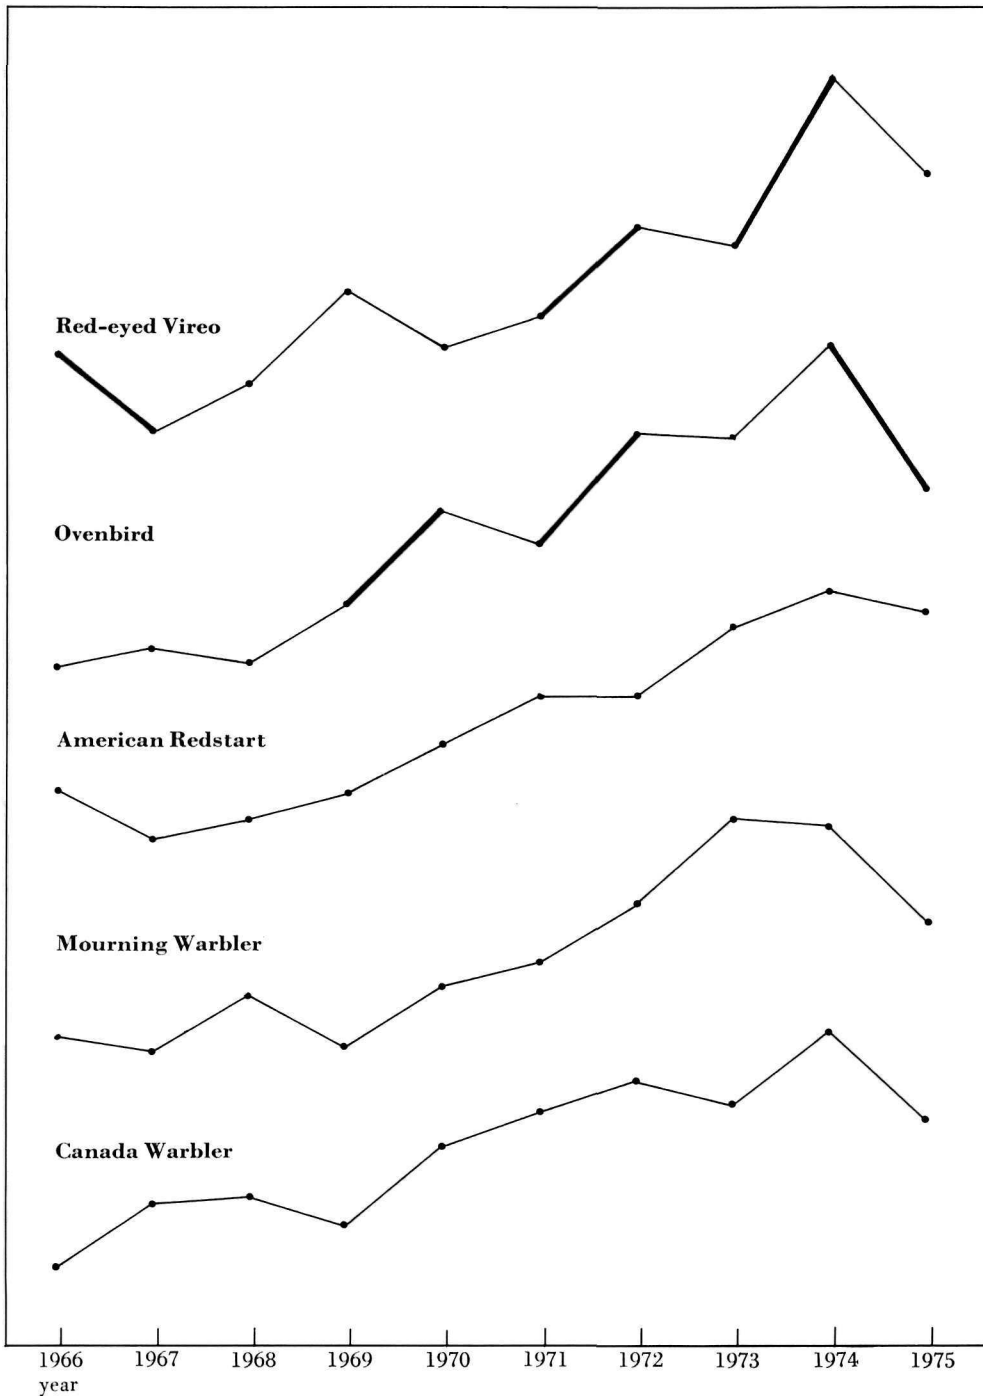 Red-eyed Vireo
Ovenbird
American Redstart
Mourning Warbler
Canada Warbler
1966 1967 1968 1969 1970 1971 1972 1973 1974 1975
year